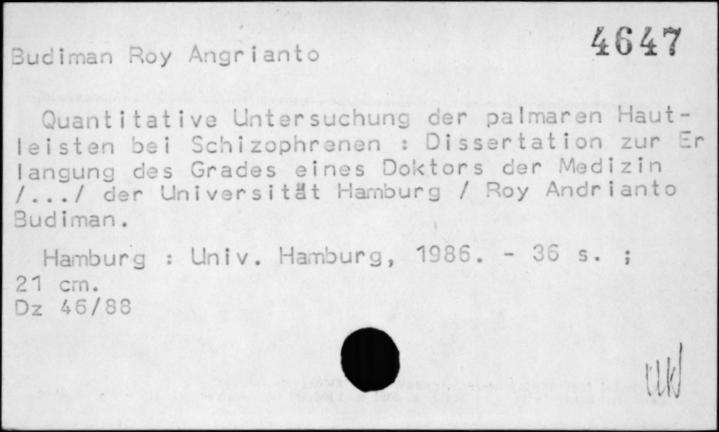 4647
Budiman Roy Angrianto
Quantitative Untersuchung der palmaren Haut-
leisten bei Schizophrenen : Dissertation zur Er
langung des Grades eines Doktors der Medizin
/.../ der Universität Hamburg / Roy Andrianto
Budiman.
Hamburg : Univ. Hamburg, 1986. - 36 s. ;
21 cm.
Dz 46/88